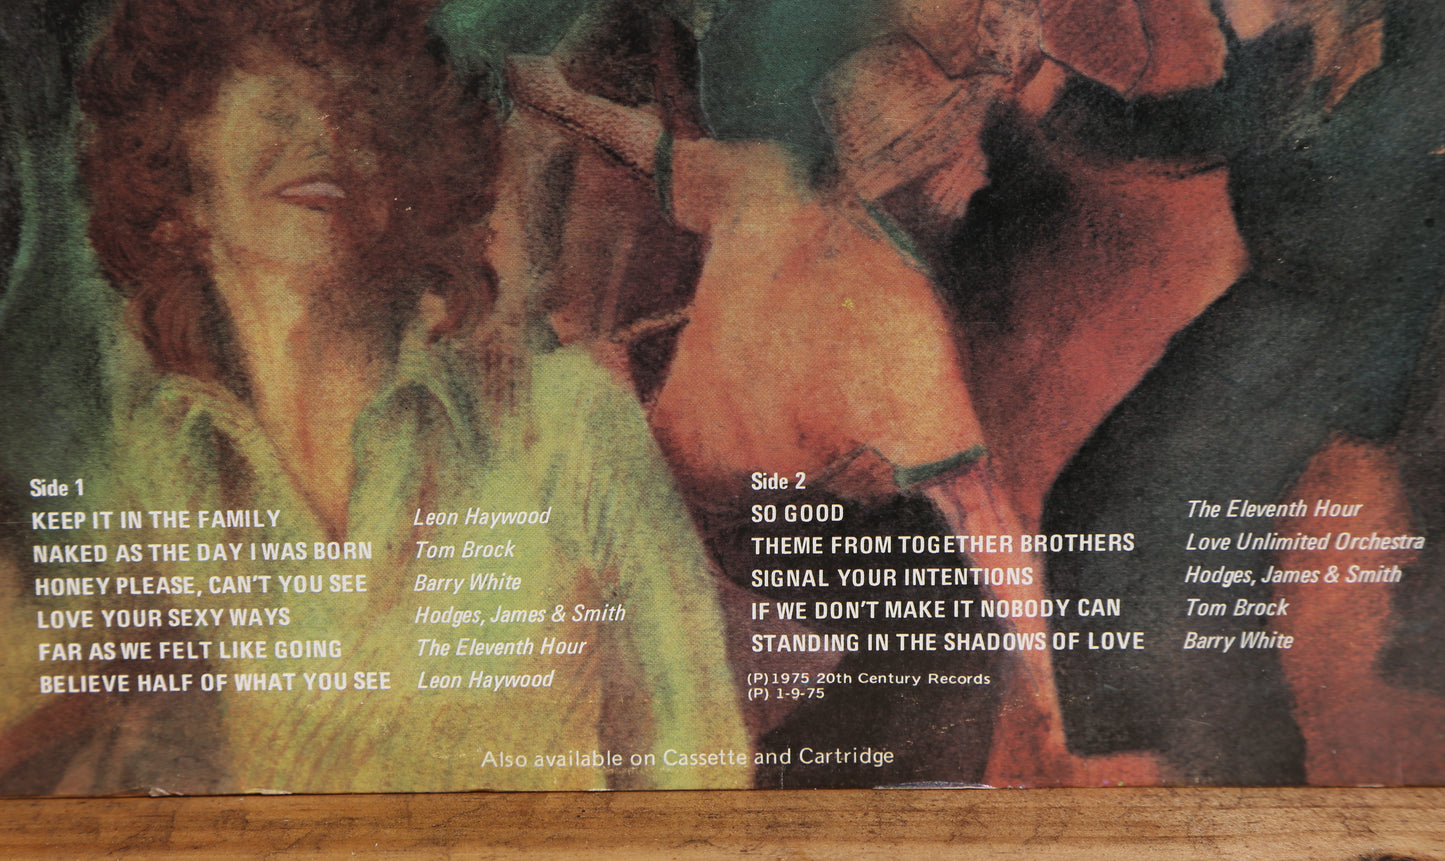 Side 1
KEEP IT IN THE FAMILY Leon Haywood
NAKED AS THE DAY I WAS BORN Tom Brock
HONEY PLEASE, CAN'T YOU SEE Barry White
LOVE YOUR SEXY WAYS Hodges, James & Smith
FAR AS WE FELT LIKE GOING The Eleventh Hour
BELIEVE HALF OF WHAT YOU SEE Leon Haywood
Side 2
SO GOOD The Eleventh Hour
THEME FROM TOGETHER BROTHERS Love Unlimited Orchestra
SIGNAL YOUR INTENTIONS Hodges, James & Smith
IF WE DON'T MAKE IT NOBODY CAN Tom Brock
STANDING IN THE SHADOWS OF LOVE Barry White
(P)1975 20th Century Records
(P) 1-9-75
Also available on Cassette and Cartridge